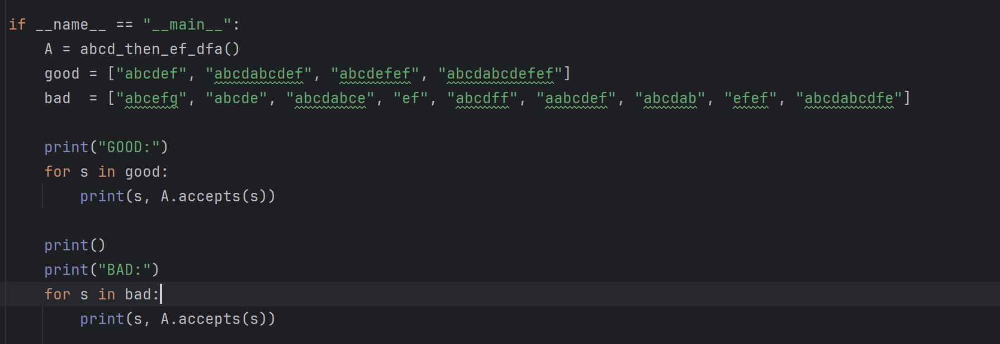 if __name__ == "__main__":
    A = abcd_then_ef_dfa()
    good = ["abcdef", "abcdabcdef", "abcdefef", "abcdabcdefef"]
    bad  = ["abcefg", "abcde", "abcdabce", "ef", "abcdff", "aabcdef", "abcdab", "efef", "abcdabcdfe"]

    print("GOOD:")
    for s in good:
        print(s, A.accepts(s))

    print()
    print("BAD:")
    for s in bad:
        print(s, A.accepts(s))